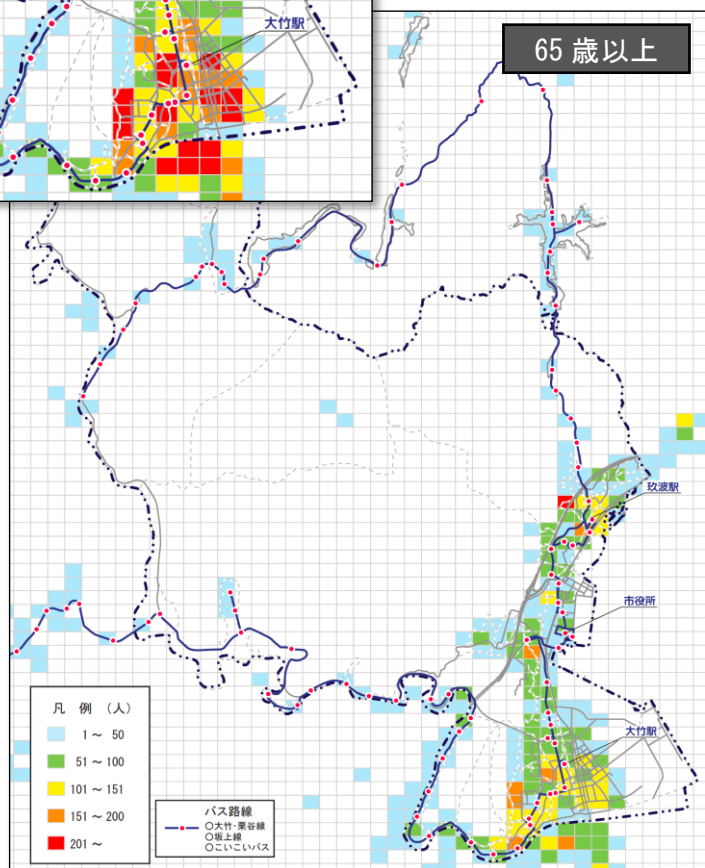 大竹駅
65 歳以上
玖波駅
市役所
大竹駅
凡 例 （人）
1 ～ 50
51 ～ 100
101 ～ 151
151 ～ 200
201 ～
バス路線
○大竹・栗谷線
○坂上線
○こいこいバス